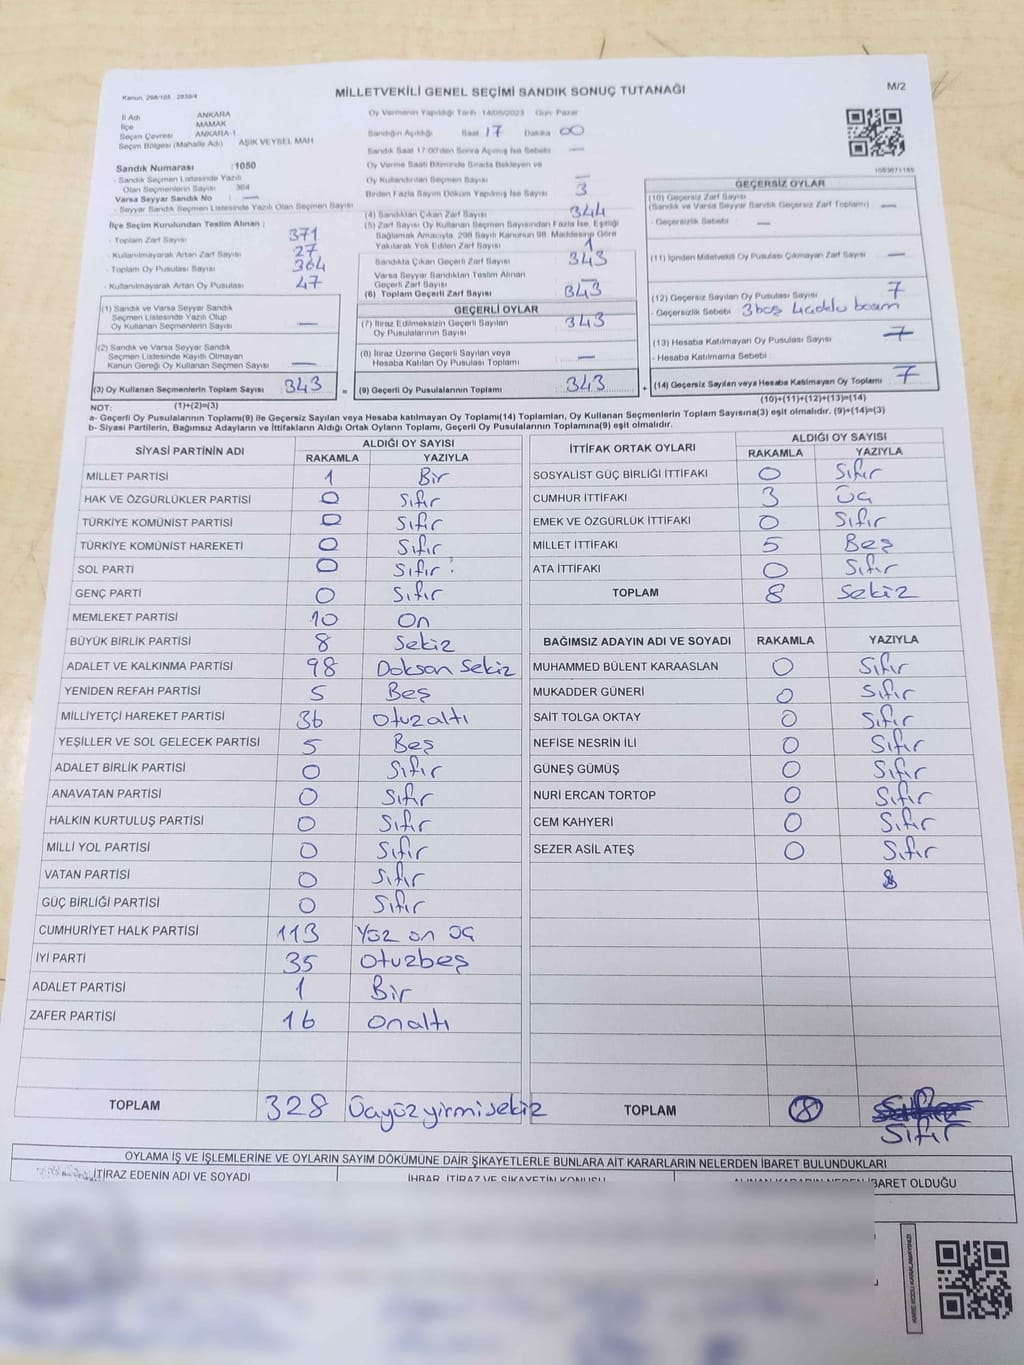 Kanun, 298/105 2839/4
MİLLETVEKİLİ GENEL SEÇİMİ SANDIK SONUÇ TUTANAĞI
M/2
İl Adı ANKARA
İlçe MAMAK
Seçim Çevresi ANKARA-1
Seçim Bölgesi (Mahalle Adı) AŞIK VEYSEL MAH
Sandık Numarası :1050
- Sandık Seçmen Listesinde Yazılı
Olan Seçmenlerin Sayısı 364
Varsa Seyyar Sandık No —
- Seyyar Sandık Seçmen Listesinde Yazılı Olan Seçmen Sayısı
İlçe Seçim Kurulundan Teslim Alınan :
- Toplam Zarf Sayısı 371
- Kullanılmayarak Artan Zarf Sayısı 27
- Toplam Oy Pusulası Sayısı 364
- Kullanılmayarak Artan Oy Pusulası 47
(1) Sandık ve Varsa Seyyar Sandık
Seçmen Listesinde Yazılı Olup
Oy Kullanan Seçmenlerin Sayısı —
(2) Sandık ve Varsa Seyyar Sandık
Seçmen Listesinde Kayıtlı Olmayan
Kanun Gereği Oy Kullanan Seçmen Sayısı —
(3) Oy Kullanan Seçmenlerin Toplam Sayısı 343 =
(1)+(2)=(3)
Oy Vermenin Yapıldığı Tarih 14/05/2023 Gün Pazar
Sandığın Açıldığı Saat 17 Dakika 00
Sandık Saat 17:00'den Sonra Açılmış İse Sebebi —
Oy Verme Saati Bitiminde Sırada Bekleyen ve
Oy Kullandırılan Seçmen Sayısı —
Birden Fazla Sayım Döküm Yapılmış İse Sayısı 3
(4) Sandıktan Çıkan Zarf Sayısı 344
(5) Zarf Sayısı Oy Kullanan Seçmen Sayısından Fazla İse, Eşitliği
Sağlamak Amacıyla, 298 Sayılı Kanunun 98. Maddesine Göre
Yakılarak Yok Edilen Zarf Sayısı 1
Sandıkta Çıkan Geçerli Zarf Sayısı 343
Varsa Seyyar Sandıktan Teslim Alınan
Geçerli Zarf Sayısı —
(6) Toplam Geçerli Zarf Sayısı 343
GEÇERLİ OYLAR
(7) İtiraz Edilmeksizin Geçerli Sayılan
Oy Pusulalarının Sayısı 343
(8) İtiraz Üzerine Geçerli Sayılan veya
Hesaba Katılan Oy Pusulası Toplamı —
(9) Geçerli Oy Pusulalarının Toplamı 343 +
1053671165
GEÇERSİZ OYLAR
(10) Geçersiz Zarf Sayısı
(Sandık ve Varsa Seyyar Sandık Geçersiz Zarf Toplamı) —
- Geçersizlik Sebebi —
(11) İçinden Milletvekili Oy Pusulası Çıkmayan Zarf Sayısı —
(12) Geçersiz Sayılan Oy Pusulası Sayısı 7
- Geçersizlik Sebebi 3boş 4
(13) Hesaba Katılmayan Oy Pusulası Sayısı 7
- Hesaba Katılmama Sebebi
(14) Geçersiz Sayılan veya Hesaba Katılmayan Oy Toplamı 7
(10)+(11)+(12)+(13)=(14)
NOT:
a- Geçerli Oy Pusulalarının Toplamı(9) ile Geçersiz Sayılan veya Hesaba katılmayan Oy Toplamı(14) Toplamları, Oy Kullanan Seçmenlerin Toplam Sayısına(3) eşit olmalıdır. (9)+(14)=(3)
b- Siyasi Partilerin, Bağımsız Adayların ve İttifakların Aldığı Ortak Oyların Toplamı, Geçerli Oy Pusulalarının Toplamına(9) eşit olmalıdır.
SİYASİ PARTİNİN ADI ALDIĞI OY SAYISI
RAKAMLA YAZIYLA
MİLLET PARTİSİ 1 Bir
HAK VE ÖZGÜRLÜKLER PARTİSİ 0 Sıfır
TÜRKİYE KOMÜNİST PARTİSİ 0 Sıfır
TÜRKİYE KOMÜNİST HAREKETİ 0 Sıfır
SOL PARTİ 0 Sıfır
GENÇ PARTİ 0 Sıfır
MEMLEKET PARTİSİ 10 On
BÜYÜK BİRLİK PARTİSİ 8 Sekiz
ADALET VE KALKINMA PARTİSİ 98 Doksan Sekiz
YENİDEN REFAH PARTİSİ 5 Beş
MİLLİYETÇİ HAREKET PARTİSİ 36 Otuzaltı
YEŞİLLER VE SOL GELECEK PARTİSİ 5 Beş
ADALET BİRLİK PARTİSİ 0 Sıfır
ANAVATAN PARTİSİ 0 Sıfır
HALKIN KURTULUŞ PARTİSİ 0 Sıfır
MİLLİ YOL PARTİSİ 0 Sıfır
VATAN PARTİSİ 0 Sıfır
GÜÇ BİRLİĞİ PARTİSİ 0 Sıfır
CUMHURİYET HALK PARTİSİ 113 Yüz on üç
İYİ PARTİ 35 Otuzbeş
ADALET PARTİSİ 1 Bir
ZAFER PARTİSİ 16 Onaltı
TOPLAM 328 Üçyüzyirmisekiz
İTTİFAK ORTAK OYLARI ALDIĞI OY SAYISI
RAKAMLA YAZIYLA
SOSYALİST GÜÇ BİRLİĞİ İTTİFAKI 0 Sıfır
CUMHUR İTTİFAKI 3 Üç
EMEK VE ÖZGÜRLÜK İTTİFAKI 0 Sıfır
MİLLET İTTİFAKI 5 Beş
ATA İTTİFAKI 0 Sıfır
TOPLAM 8 Sekiz
BAĞIMSIZ ADAYIN ADI VE SOYADI RAKAMLA YAZIYLA
MUHAMMED BÜLENT KARAASLAN 0 Sıfır
MUKADDER GÜNERİ 0 Sıfır
SAİT TOLGA OKTAY 0 Sıfır
NEFİSE NESRİN İLİ 0 Sıfır
GÜNEŞ GÜMÜŞ 0 Sıfır
NURİ ERCAN TORTOP 0 Sıfır
CEM KAHYERİ 0 Sıfır
SEZER ASİL ATEŞ 0 Sıfır
TOPLAM
Sıfır
OYLAMA İŞ VE İŞLEMLERİNE VE OYLARIN SAYIM DÖKÜMÜNE DAİR ŞİKAYETLERLE BUNLARA AİT KARARLARIN NELERDEN İBARET BULUNDUKLARI
İTİRAZ EDENİN ADI VE SOYADI
İHBAR, İTİRAZ VE ŞİKAYETİN KONUSU
ALINAN KARARIN NEDEN İBARET OLDUĞU